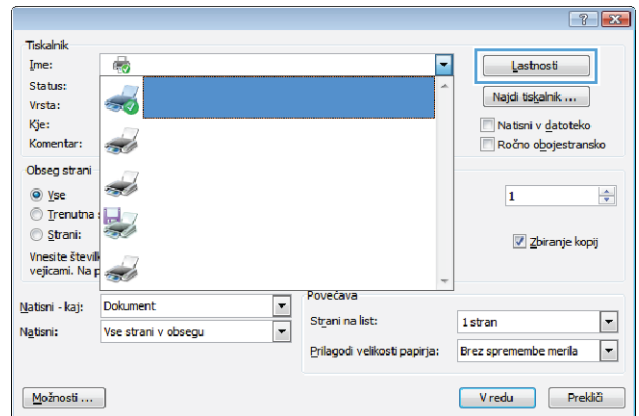 Tiskalnik
Ime:
Lastnosti
Status:
Vrsta:
Najdi tiskalnik ...
Kje:
Natisni v datoteko
Komentar:
Ročno obojestransko
Obseg strani
Vse
1
Trenutna
Strani:
Zbiranje kopij
Vnesite števil
vejicami. Na p
Natisni - kaj:
Dokument
Povečava
Natisni:
Vse strani v obsegu
Strani na list:
1 stran
Prilagodi velikosti papirja:
Brez spremembe merila
Možnosti ...
V redu
Prekliči